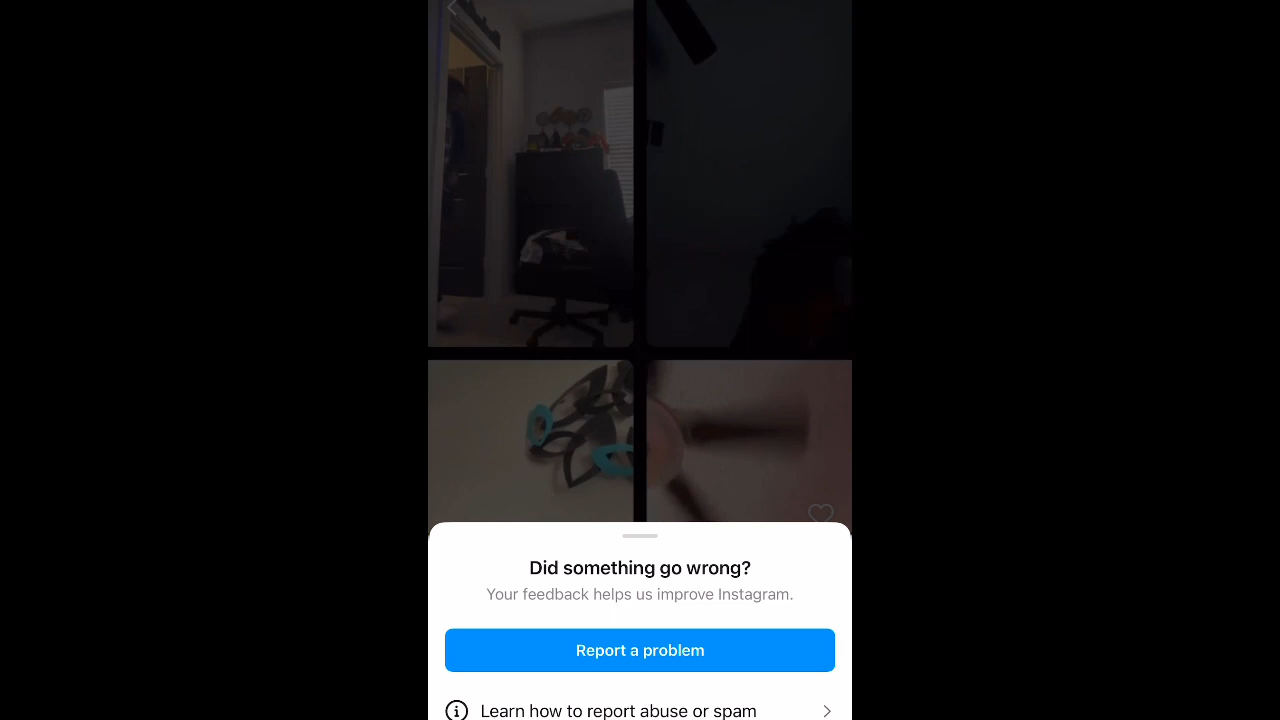 Did something go wrong?
Your feedback helps us improve Instagram.
Report a problem
Learn how to report abuse or spam